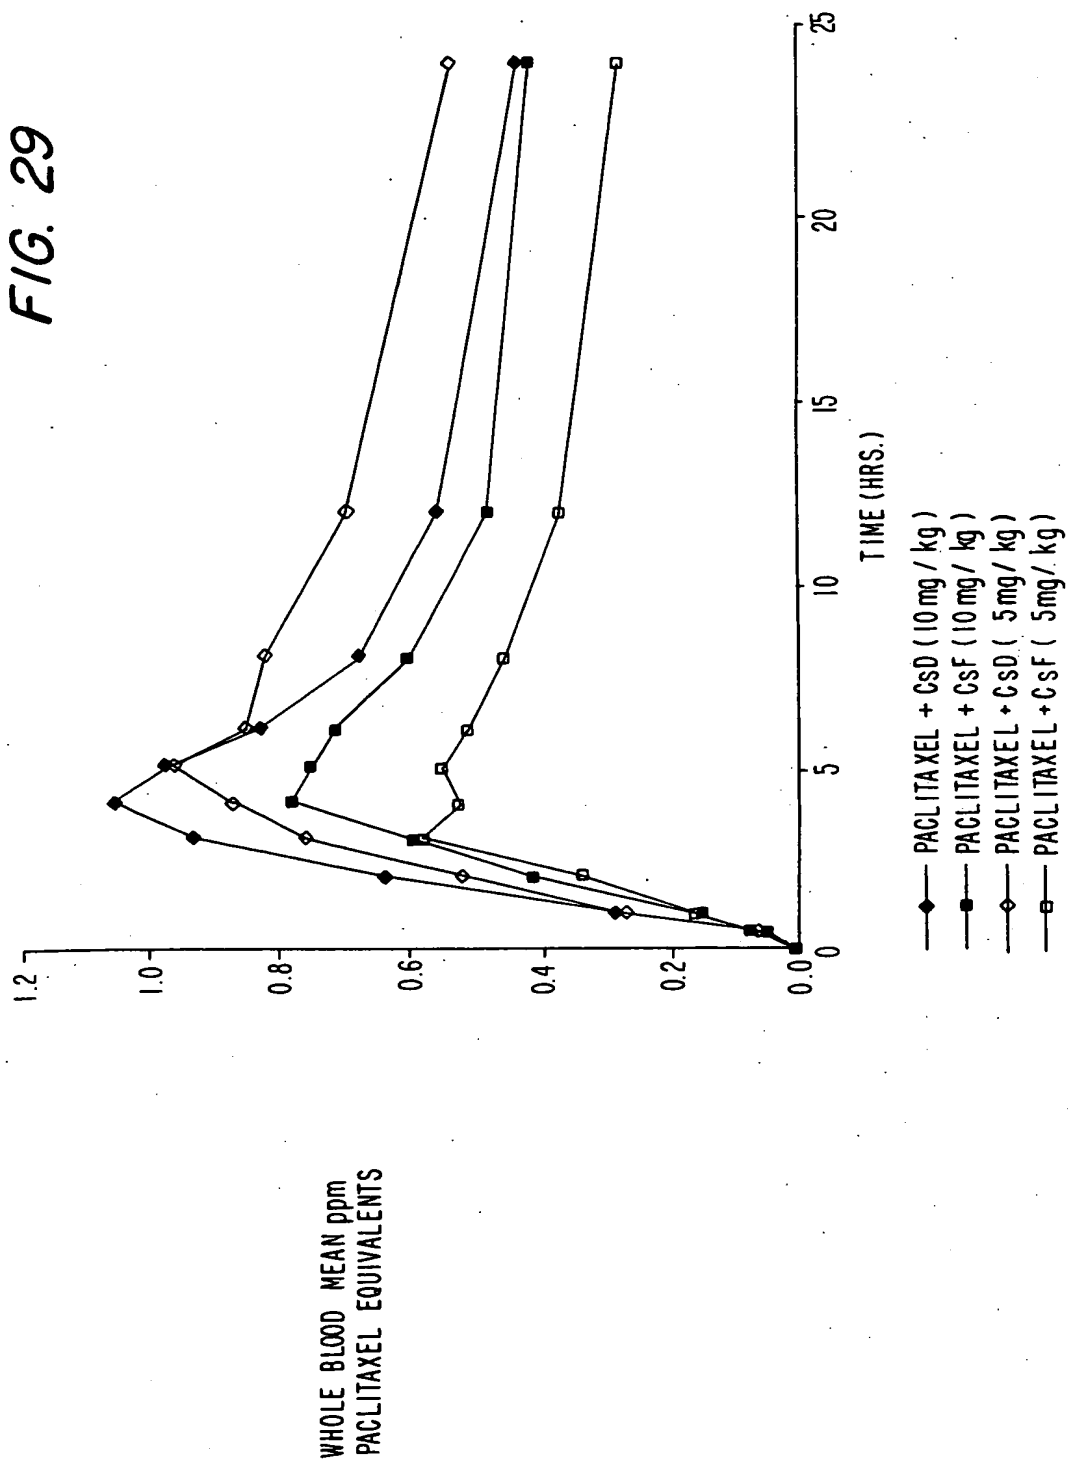 FIG. 29
WHOLE BLOOD MEAN ppm
PACLITAXEL EQUIVALENTS
1.2
1.0
0.8
0.6
0.4
0.2
0.0
0
5
10
15
20
25
TIME (HRS.)
PACLITAXEL + CsD (10mg / kg)
PACLITAXEL + CsF (10mg / kg)
PACLITAXEL + CsD ( 5mg/ kg)
PACLITAXEL + CsF ( 5mg/ kg)